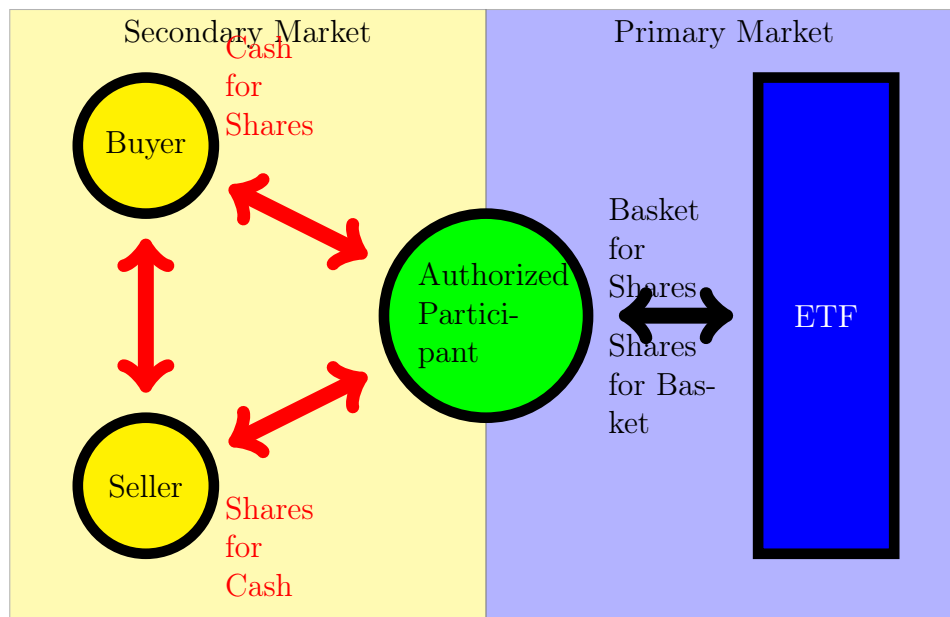 Secondary Market
Primary Market
Cash
for
Shares
Buyer
Basket
for
Shares
Authorized
Partici-
pant
ETF
Shares
for Bas-
ket
Seller
Shares
for
Cash